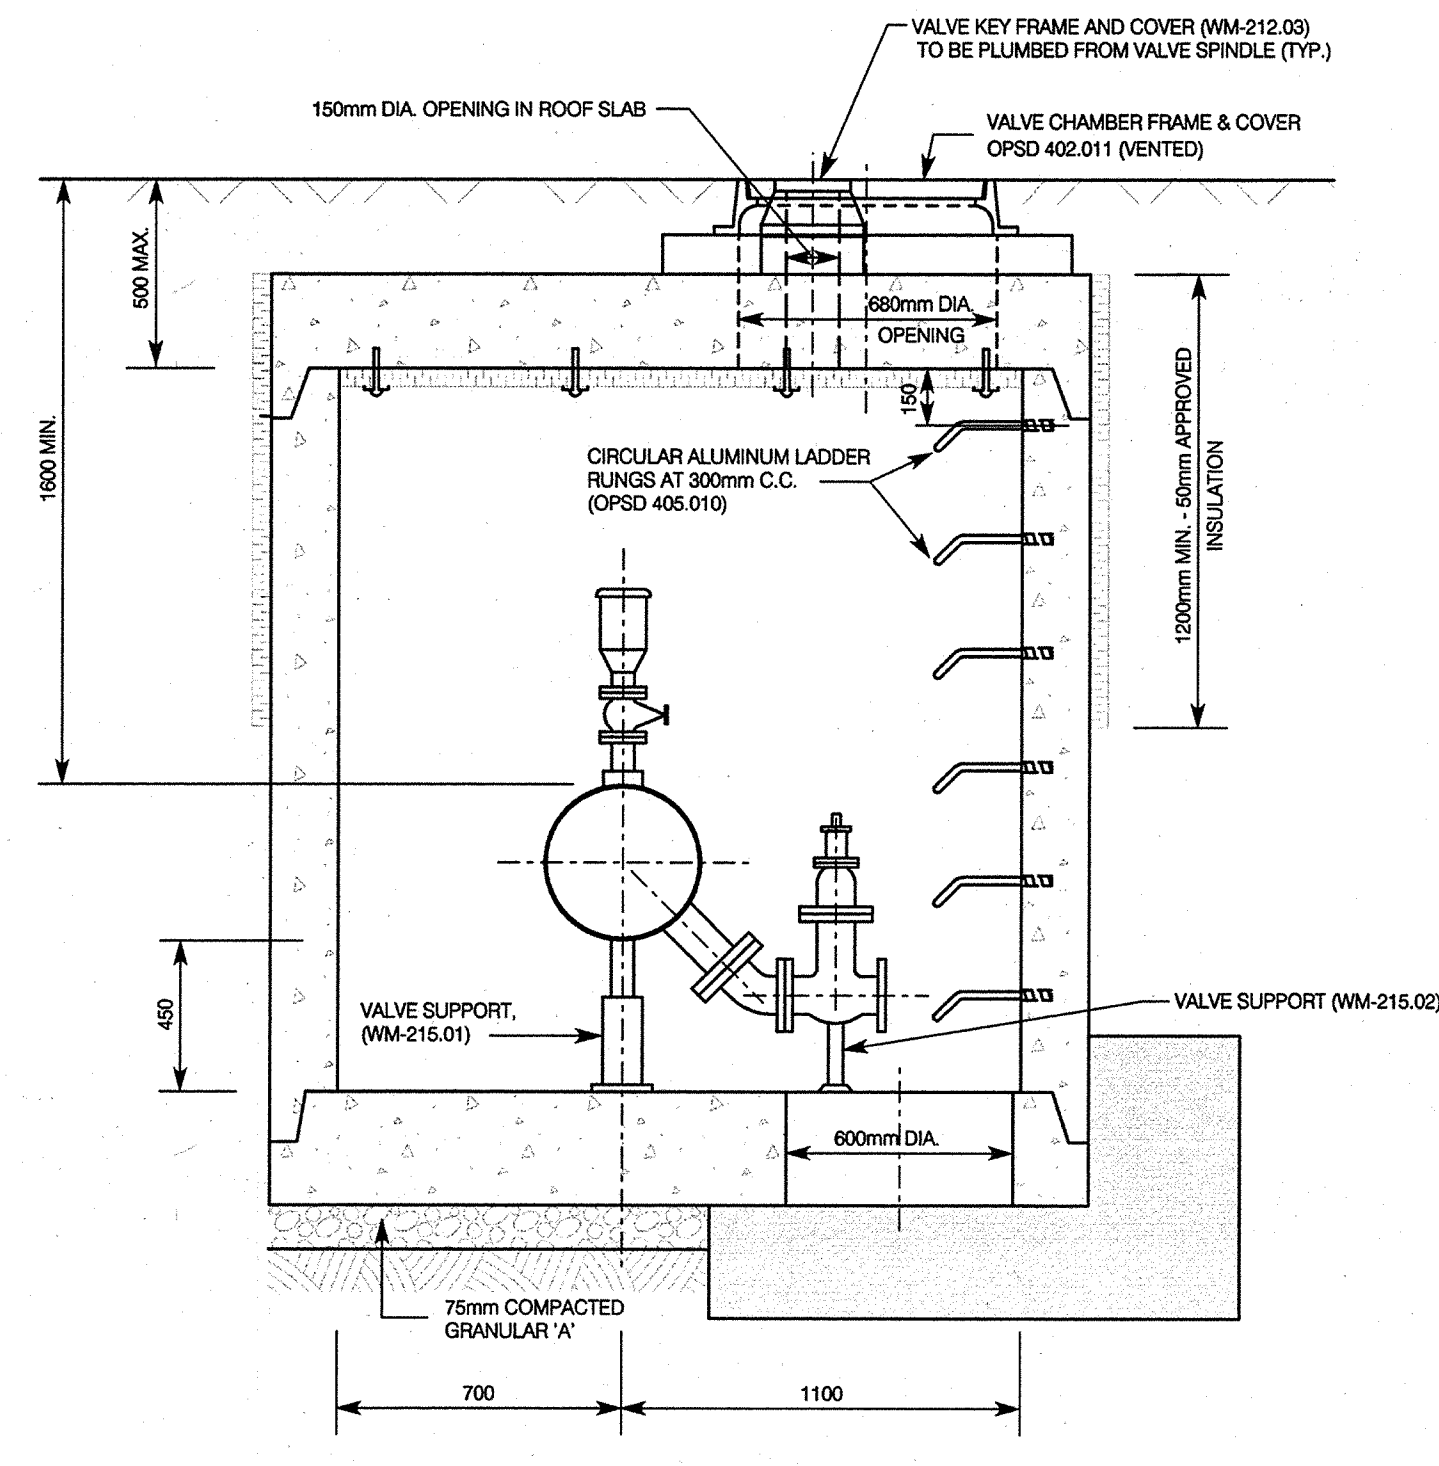 VALVE KEY FRAME AND COVER (WM-212.03)
TO BE PLUMBED FROM VALVE SPINDLE (TYP.)
150mm DIA. OPENING IN ROOF SLAB
VALVE CHAMBER FRAME & COVER
OPSD 402.011 (VENTED)
500 MAX.
680mm DIA.
OPENING
150
1600 MIN.
CIRCULAR ALUMINUM LADDER
RUNGS AT 300mm C.C.
(OPSD 405.010)
1200mm MIN. - 50mm APPROVED
INSULATION
450
VALVE SUPPORT,
(WM-215.01)
VALVE SUPPORT (WM-215.02)
600mm DIA.
75mm COMPACTED
GRANULAR 'A'
700
1100